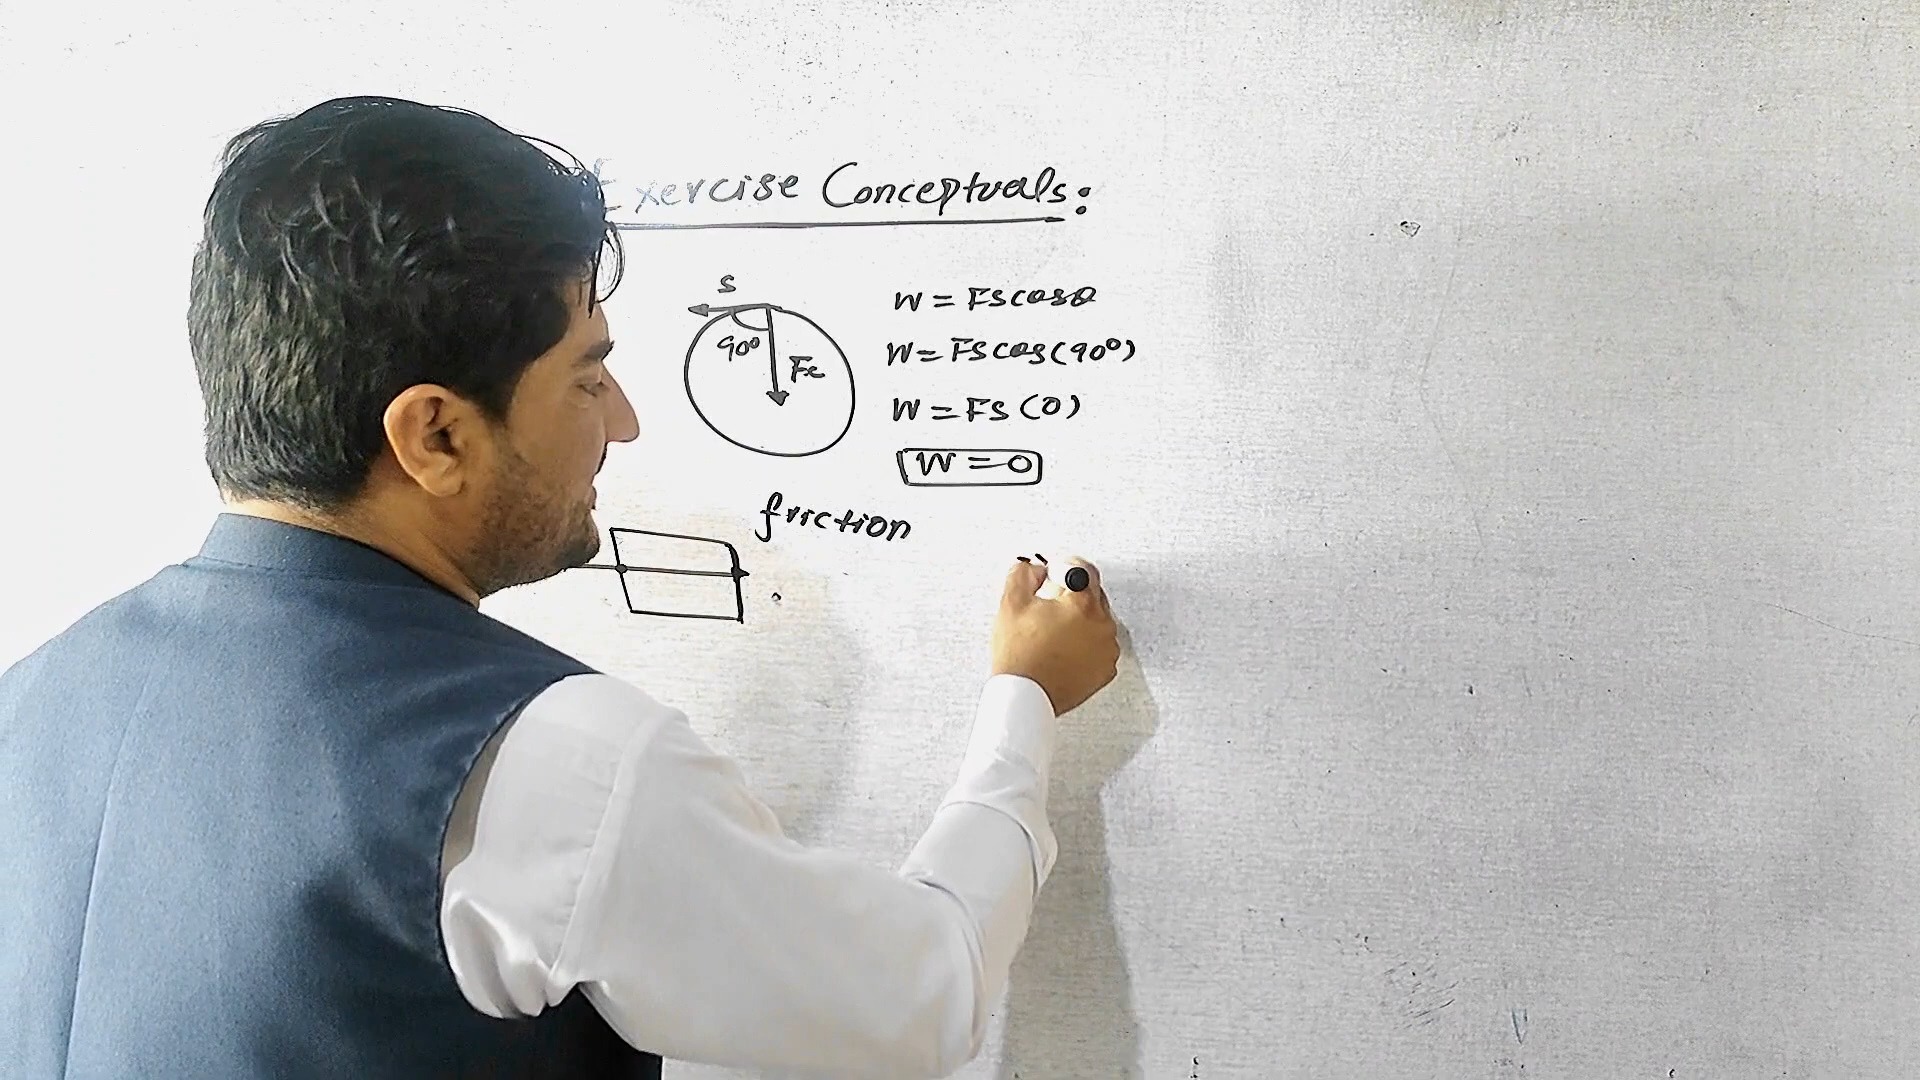 Exercise Conceptuals:
S
90°
Fc
W = FScosθ
W = FScos(90°)
W = FS(0)
W = 0
friction